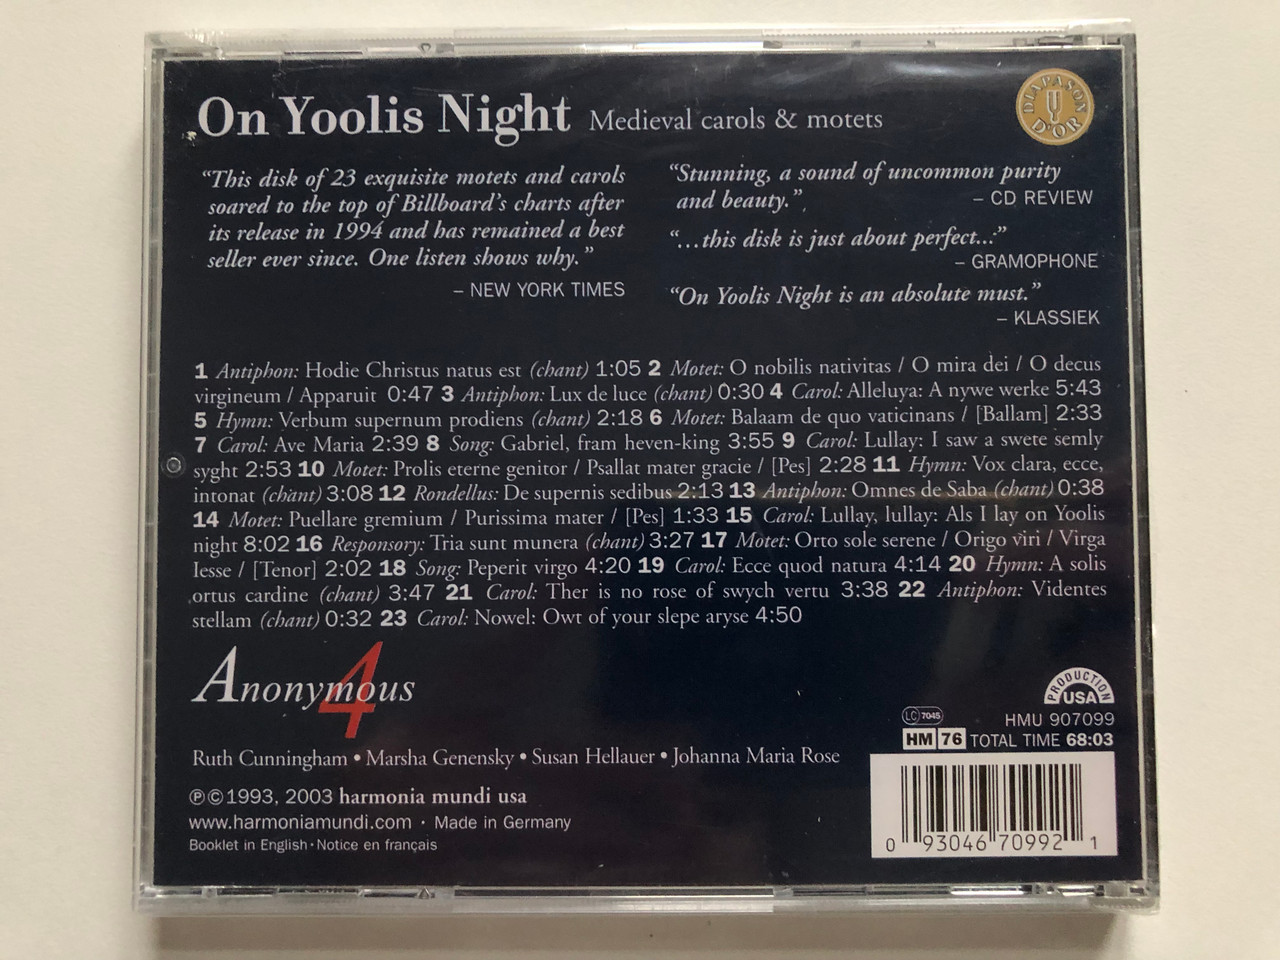 On Yoolis Night Medieval carols & motets
DIAPASON D'OR
“This disk of 23 exquisite motets and carols
soared to the top of Billboard's charts after
its release in 1994 and has remained a best
seller ever since. One listen shows why.”
– NEW YORK TIMES
“Stunning, a sound of uncommon purity
and beauty.”
– CD REVIEW
“...this disk is just about perfect...”
– GRAMOPHONE
“On Yoolis Night is an absolute must.”
– KLASSIEK
1 Antiphon: Hodie Christus natus est (chant) 1:05 2 Motet: O nobilis nativitas / O mira dei / O decus
virgineum / Apparuit 0:47 3 Antiphon: Lux de luce (chant) 0:30 4 Carol: Alleluya: A nywe werke 5:43
5 Hymn: Verbum supernum prodiens (chant) 2:18 6 Motet: Balaam de quo vaticinans / [Ballam] 2:33
7 Carol: Ave Maria 2:39 8 Song: Gabriel, fram heven-king 3:55 9 Carol: Lullay: I saw a swete semly
syght 2:53 10 Motet: Prolis eterne genitor / Psallat mater gracie / [Pes] 2:28 11 Hymn: Vox clara, ecce,
intonat (chant) 3:08 12 Rondellus: De supernis sedibus 2:13 13 Antiphon: Omnes de Saba (chant) 0:38
14 Motet: Puellare gremium / Purissima mater / [Pes] 1:33 15 Carol: Lullay, lullay: Als I lay on Yoolis
night 8:02 16 Responsory: Tria sunt munera (chant) 3:27 17 Motet: Orto sole serene / Origo viri / Virga
Iesse / [Tenor] 2:02 18 Song: Peperit virgo 4:20 19 Carol: Ecce quod natura 4:14 20 Hymn: A solis
ortus cardine (chant) 3:47 21 Carol: Ther is no rose of swych vertu 3:38 22 Antiphon: Videntes
stellam (chant) 0:32 23 Carol: Nowel: Owt of your slepe aryse 4:50
Anonymous 4
Ruth Cunningham • Marsha Genensky • Susan Hellauer • Johanna Maria Rose
℗©1993, 2003 harmonia mundi usa
www.harmoniamundi.com · Made in Germany
Booklet in English · Notice en français
PRODUCTION USA
LC 7045
HMU 907099
HM 76 TOTAL TIME 68:03
0 93046 70992 1